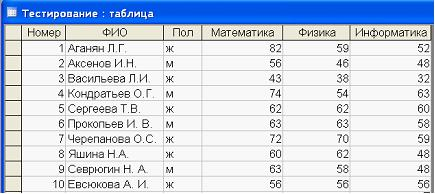 Тестирование : таблица
Номер ФИО Пол Математика Физика Информатика
1 Аганян Л.Г. ж 82 59 52
2 Аксенов И.Н. м 56 46 48
3 Васильева Л.И. ж 43 38 32
4 Кондратьев О.Г. м 74 54 63
5 Сергеева Т.В. ж 62 62 60
6 Прокопьев И. В. м 63 63 58
7 Черепанова О.С. ж 72 70 59
8 Яшина Н.А. ж 60 62 48
9 Севрюгин Н. А. м 63 58 48
10 Евсюкова А. И. ж 56 56 56